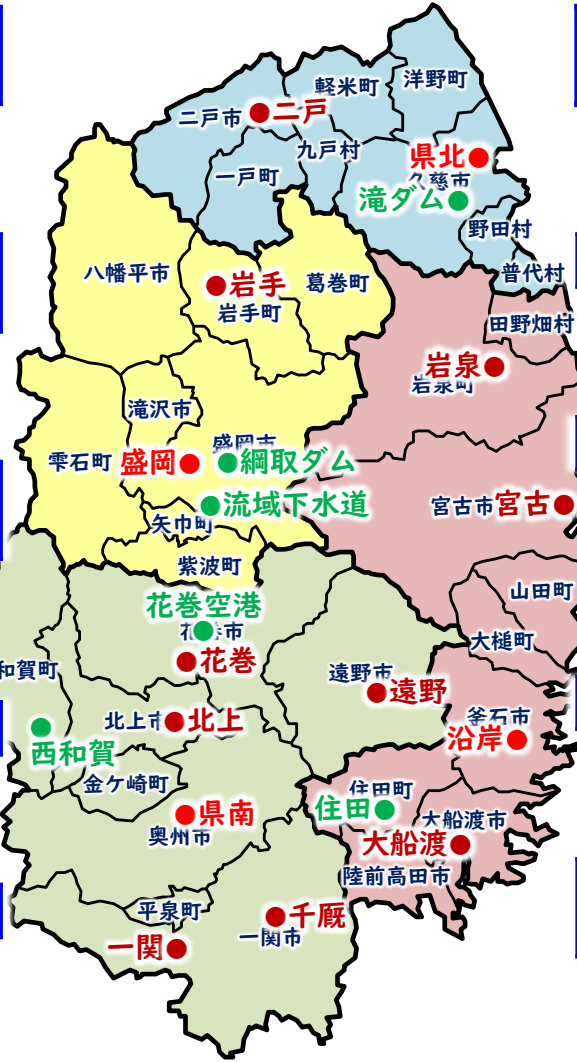 軽米町
洋野町
二戸市
二戸
九戸村
県北
久慈市
一戸町
滝ダム
野田村
普代村
八幡平市
岩手
葛巻町
岩手町
田野畑村
岩泉
岩泉町
滝沢市
盛岡市
雫石町
盛岡
綱取ダム
流域下水道
宮古市
宮古
矢巾町
紫波町
山田町
花巻空港
花巻市
大槌町
花巻
和賀町
遠野市
遠野
北上市
北上
釜石市
沿岸
西和賀
金ケ崎町
住田町
住田
県南
奥州市
大船渡市
大船渡
陸前高田市
平泉町
千厩
一関市
一関